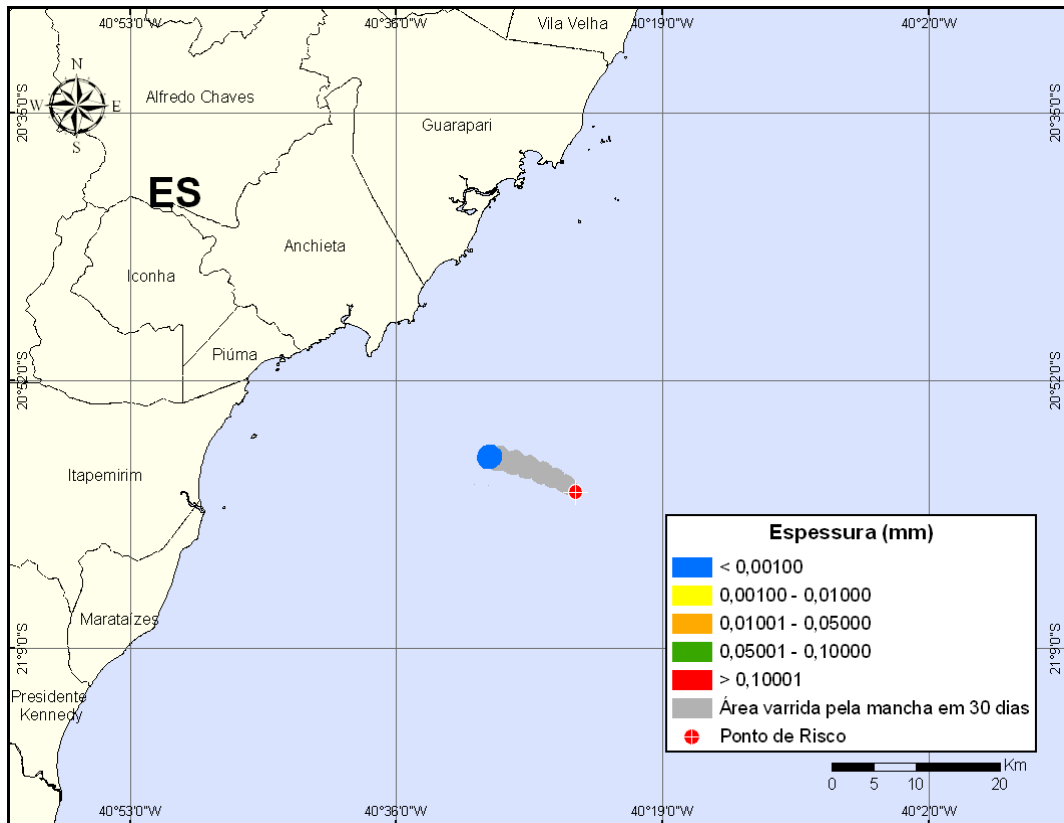 40°53'0"W
40°36'0"W
40°19'0"W
40°2'0"W
Vila Velha
N
W
E
S
Alfredo Chaves
Guarapari
20°35'0"S
20°35'0"S
ES
Anchieta
Iconha
Piúma
20°52'0"S
20°52'0"S
Itapemirim
Marataízes
21°9'0"S
21°9'0"S
Presidente
Kennedy
Espessura (mm)
< 0,00100
0,00100 - 0,01000
0,01001 - 0,05000
0,05001 - 0,10000
> 0,10001
Área varrida pela mancha em 30 dias
Ponto de Risco
Km
0 5 10 20
40°53'0"W
40°36'0"W
40°19'0"W
40°2'0"W